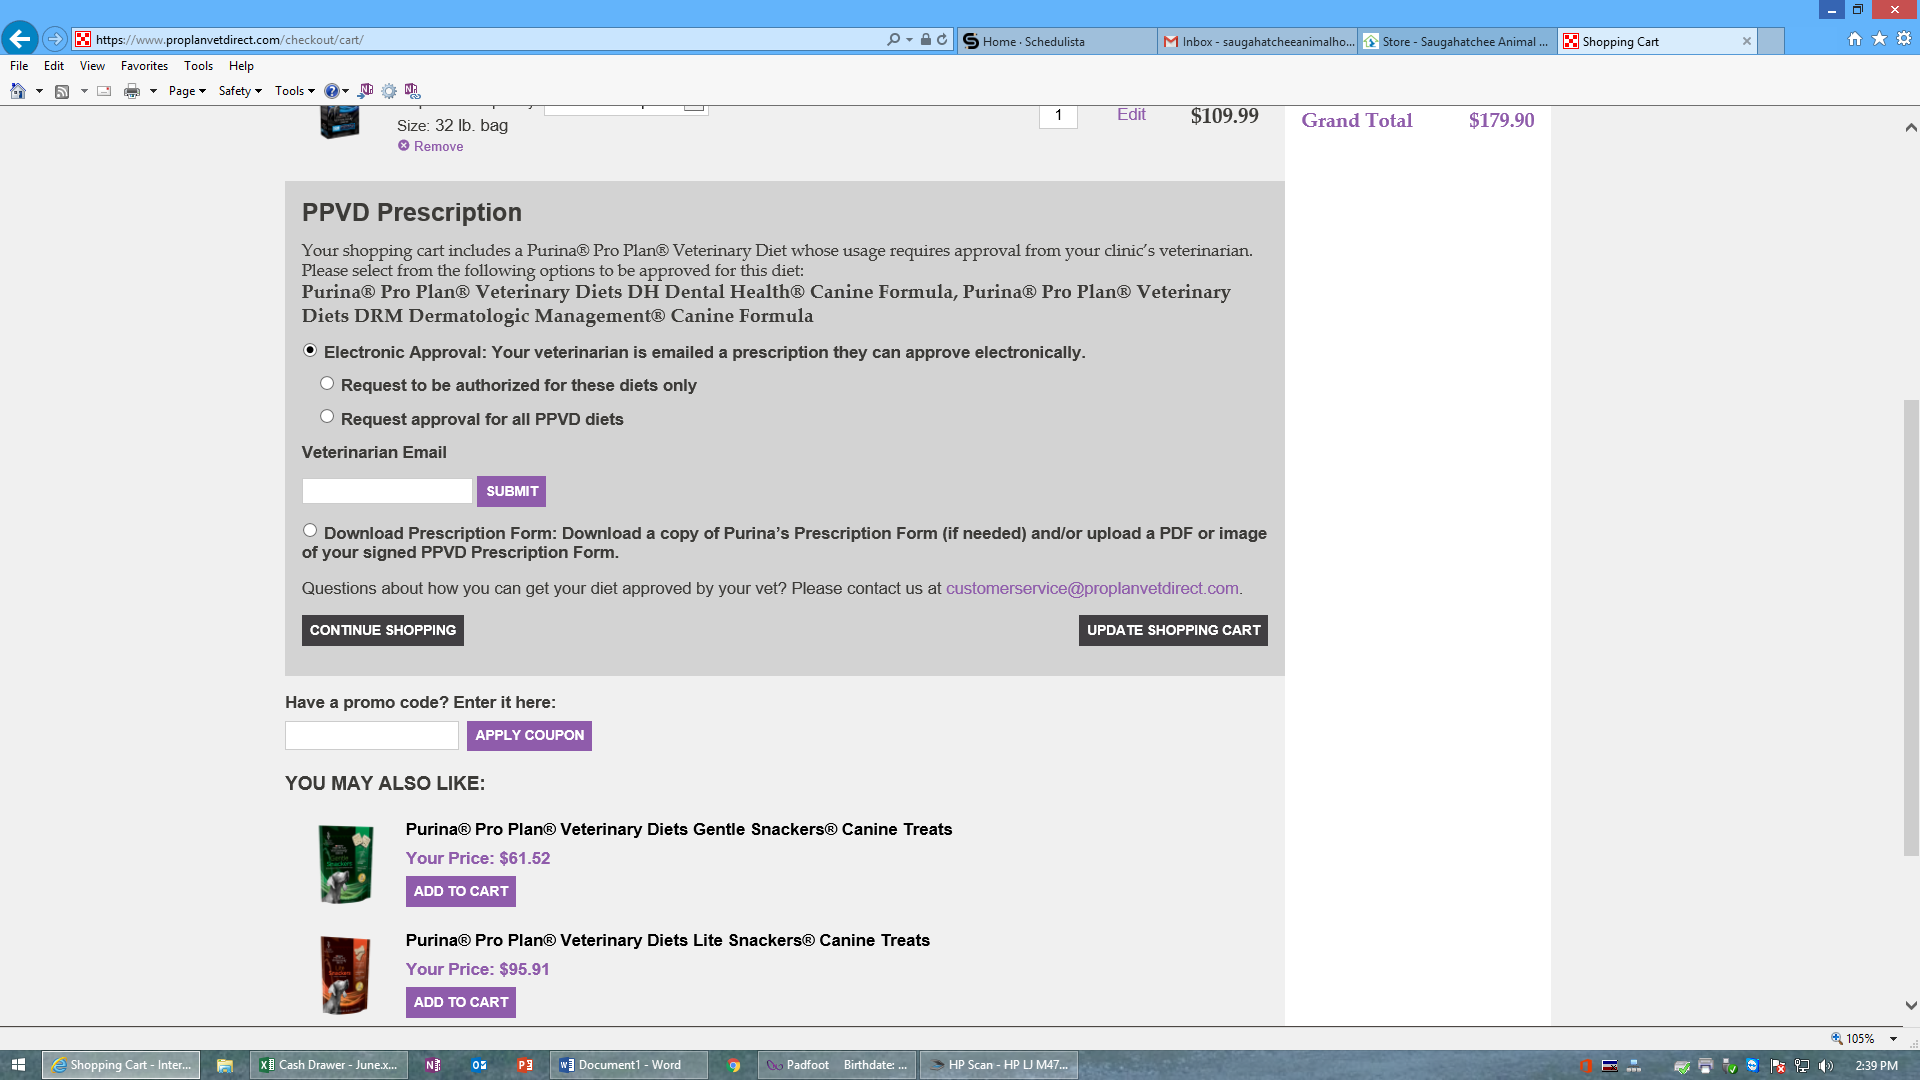 https://www.proplanvetdirect.com/checkout/cart/
Home · Schedulista
Inbox - saugahatcheeanimalho...
Store - Saugahatchee Animal ...
Shopping Cart
File Edit View Favorites Tools Help
Page Safety Tools
Size: 32 lb. bag
Remove
1
Edit
$109.99
Grand Total $179.90
PPVD Prescription
Your shopping cart includes a Purina® Pro Plan® Veterinary Diet whose usage requires approval from your clinic's veterinarian.
Please select from the following options to be approved for this diet:
Purina® Pro Plan® Veterinary Diets DH Dental Health® Canine Formula, Purina® Pro Plan® Veterinary
Diets DRM Dermatologic Management® Canine Formula
Electronic Approval: Your veterinarian is emailed a prescription they can approve electronically.
Request to be authorized for these diets only
Request approval for all PPVD diets
Veterinarian Email
SUBMIT
Download Prescription Form: Download a copy of Purina's Prescription Form (if needed) and/or upload a PDF or image
of your signed PPVD Prescription Form.
Questions about how you can get your diet approved by your vet? Please contact us at customerservice@proplanvetdirect.com.
CONTINUE SHOPPING
UPDATE SHOPPING CART
Have a promo code? Enter it here:
APPLY COUPON
YOU MAY ALSO LIKE:
Purina® Pro Plan® Veterinary Diets Gentle Snackers® Canine Treats
Your Price: $61.52
ADD TO CART
Purina® Pro Plan® Veterinary Diets Lite Snackers® Canine Treats
Your Price: $95.91
ADD TO CART
105%
Shopping Cart - Inter...
Cash Drawer - June.x...
Document1 - Word
Padfoot Birthdate: ...
HP Scan - HP LJ M47...
2:39 PM